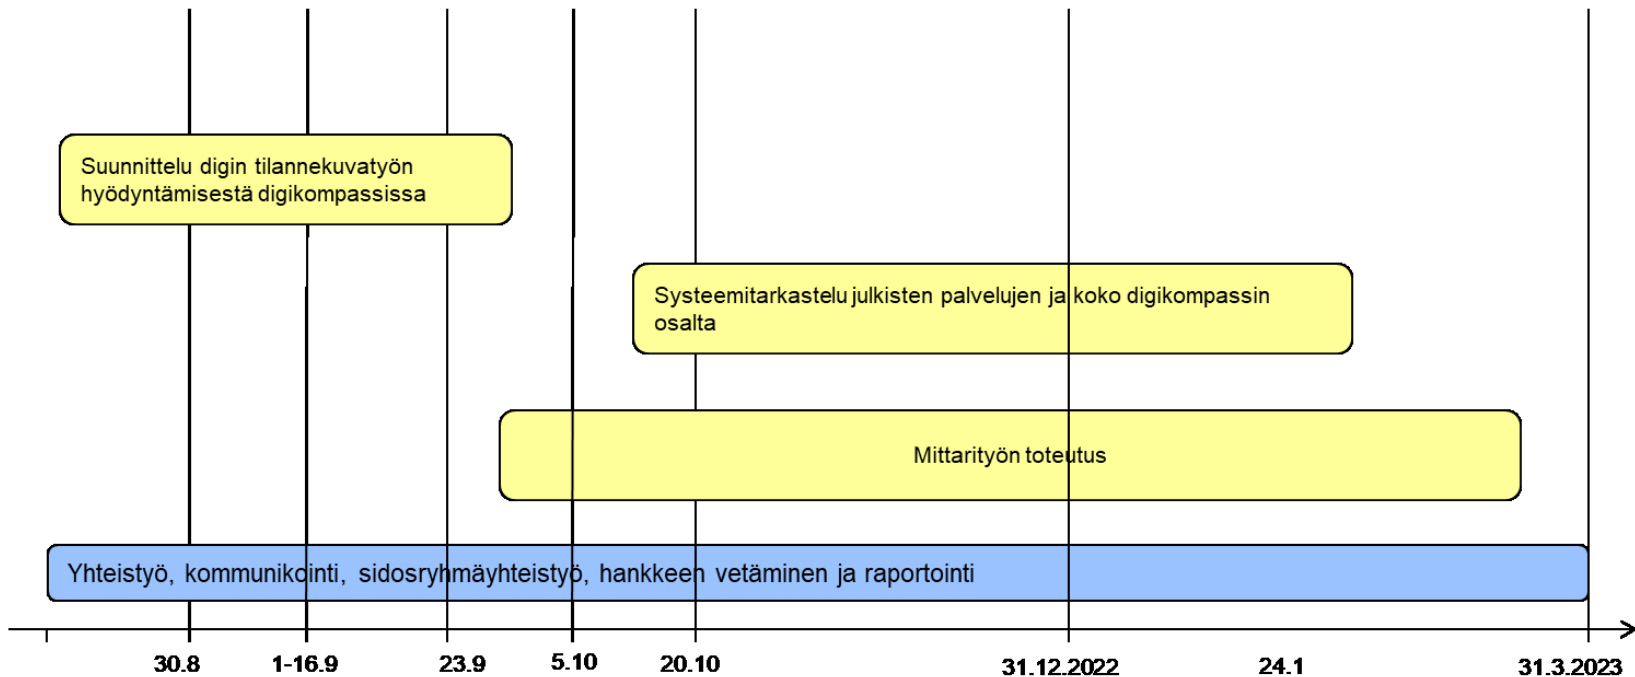 Suunnittelu digin tilannekuvatyön
hyödyntämisestä digikompassissa
Systeemitarkastelu julkisten palvelujen ja koko digikompassin
osalta
Mittarityön toteutus
Yhteistyö, kommunikointi, sidosryhmäyhteistyö, hankkeen vetäminen ja raportointi
30.8 1-16.9 23.9 5.10 20.10 31.12.2022 24.1 31.3.2023